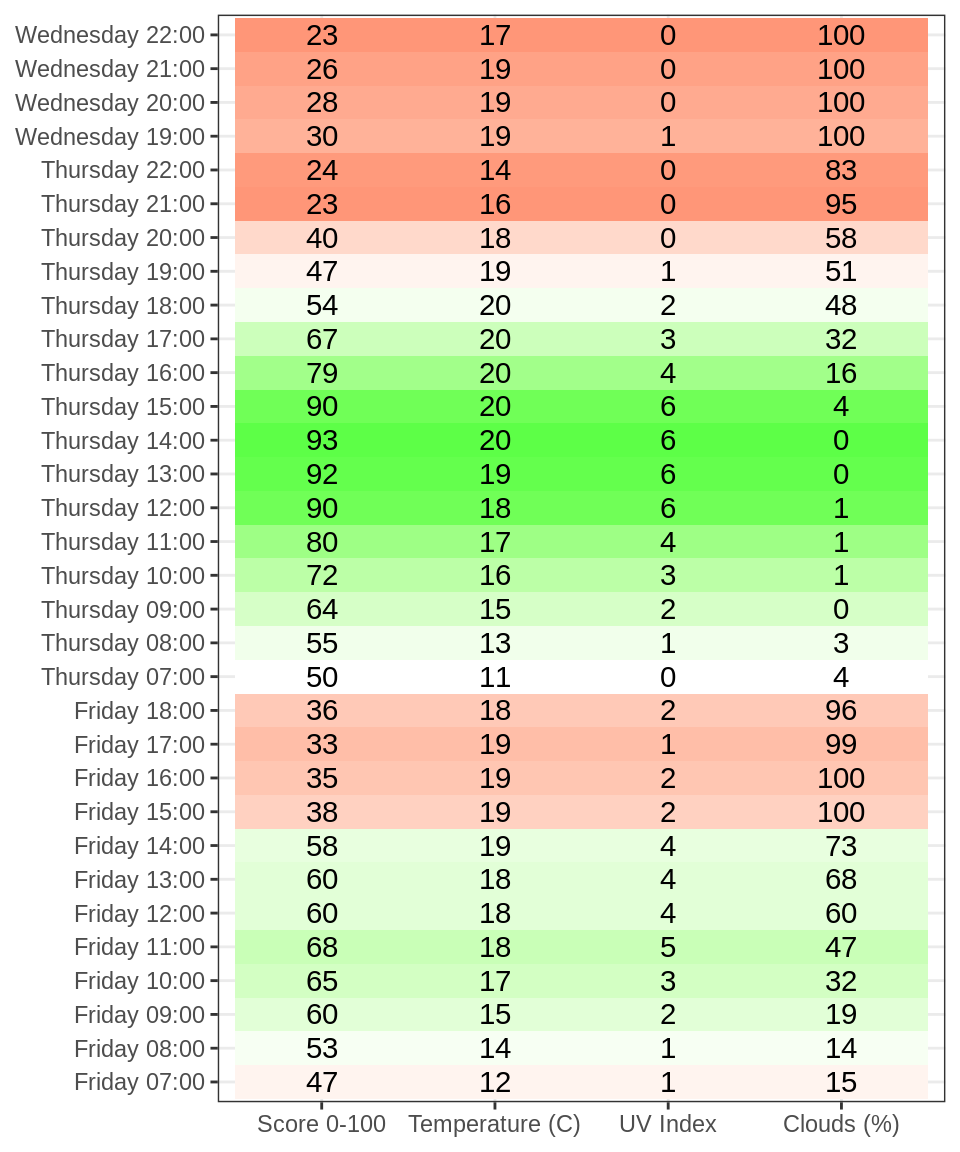 Wednesday 22:00 23 17 0 100
Wednesday 21:00 26 19 0 100
Wednesday 20:00 28 19 0 100
Wednesday 19:00 30 19 1 100
Thursday 22:00 24 14 0 83
Thursday 21:00 23 16 0 95
Thursday 20:00 40 18 0 58
Thursday 19:00 47 19 1 51
Thursday 18:00 54 20 2 48
Thursday 17:00 67 20 3 32
Thursday 16:00 79 20 4 16
Thursday 15:00 90 20 6 4
Thursday 14:00 93 20 6 0
Thursday 13:00 92 19 6 0
Thursday 12:00 90 18 6 1
Thursday 11:00 80 17 4 1
Thursday 10:00 72 16 3 1
Thursday 09:00 64 15 2 0
Thursday 08:00 55 13 1 3
Thursday 07:00 50 11 0 4
Friday 18:00 36 18 2 96
Friday 17:00 33 19 1 99
Friday 16:00 35 19 2 100
Friday 15:00 38 19 2 100
Friday 14:00 58 19 4 73
Friday 13:00 60 18 4 68
Friday 12:00 60 18 4 60
Friday 11:00 68 18 5 47
Friday 10:00 65 17 3 32
Friday 09:00 60 15 2 19
Friday 08:00 53 14 1 14
Friday 07:00 47 12 1 15
Score 0-100 Temperature (C) UV Index Clouds (%)